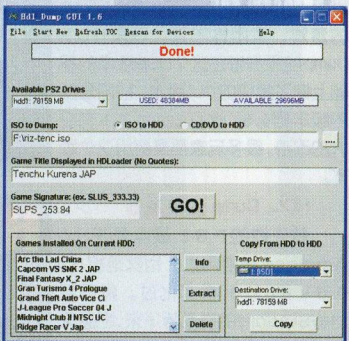 Hdl_Dump GUI 1.6
File Start New Refresh TOC Rescan for Devices Help
Done!
Available PS2 Drives
hdd1: 78159 MB
USED: 48384MB
AVAILABLE: 29696MB
ISO to Dump:
ISO to HDD
CD/DVD to HDD
F:\riz-tenc.iso
....
Game Title Displayed in HDLoader (No Quotes):
Tenchu Kurena JAP
Game Signature: (ex. SLUS_333.33)
SLPS_253.84
GO!
Games Installed On Current HDD:
Arc the Lad China
Capcom VS SNK 2 JAP
Final Fantasy X_2 JAP
Gran Turismo 4 Prologue
Grand Theft Auto Vice Ci
J-League Pro Soccer 04 J
Midnight Club II NTSC UC
Ridge Racer V Jap
Info
Extract
Delete
Copy From HDD to HDD
Temp Drive:
Destination Drive:
hdd1: 78159 MB
Copy